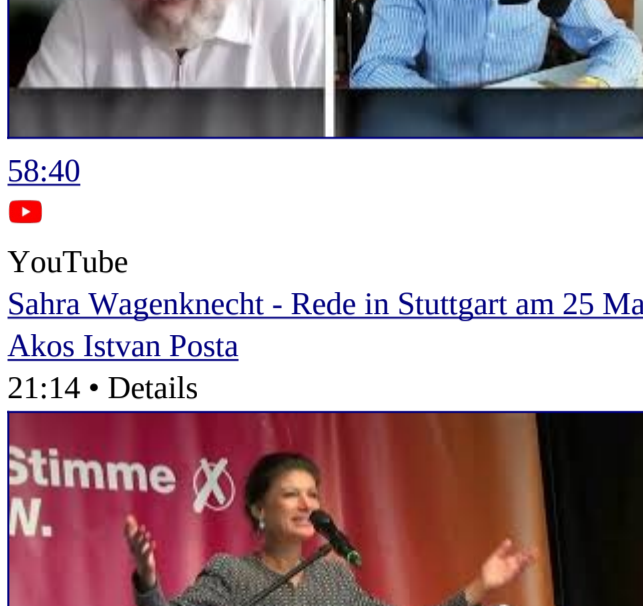 58:40
YouTube
Sahra Wagenknecht - Rede in Stuttgart am 25 Ma
Akos Istvan Posta
21:14 • Details
Stimme
W.